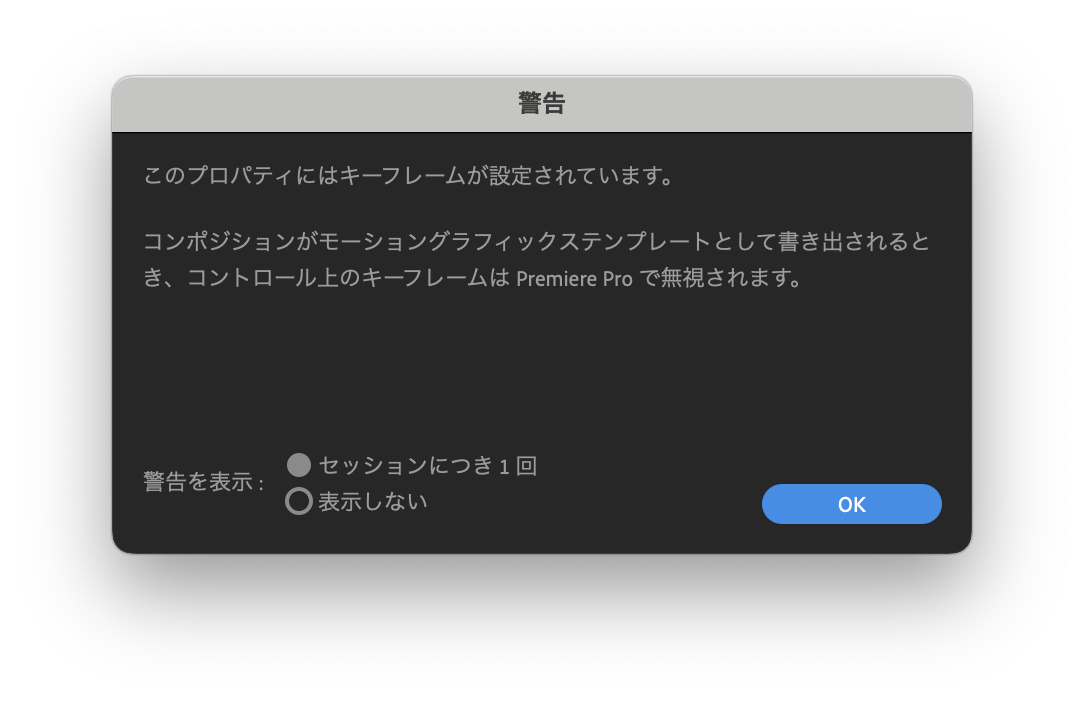 警告
このプロパティにはキーフレームが設定されています。
コンポジションがモーショングラフィックステンプレートとして書き出されると
き、コントロール上のキーフレームは Premiere Pro で無視されます。
警告を表示 :
セッションにつき 1 回
表示しない
OK